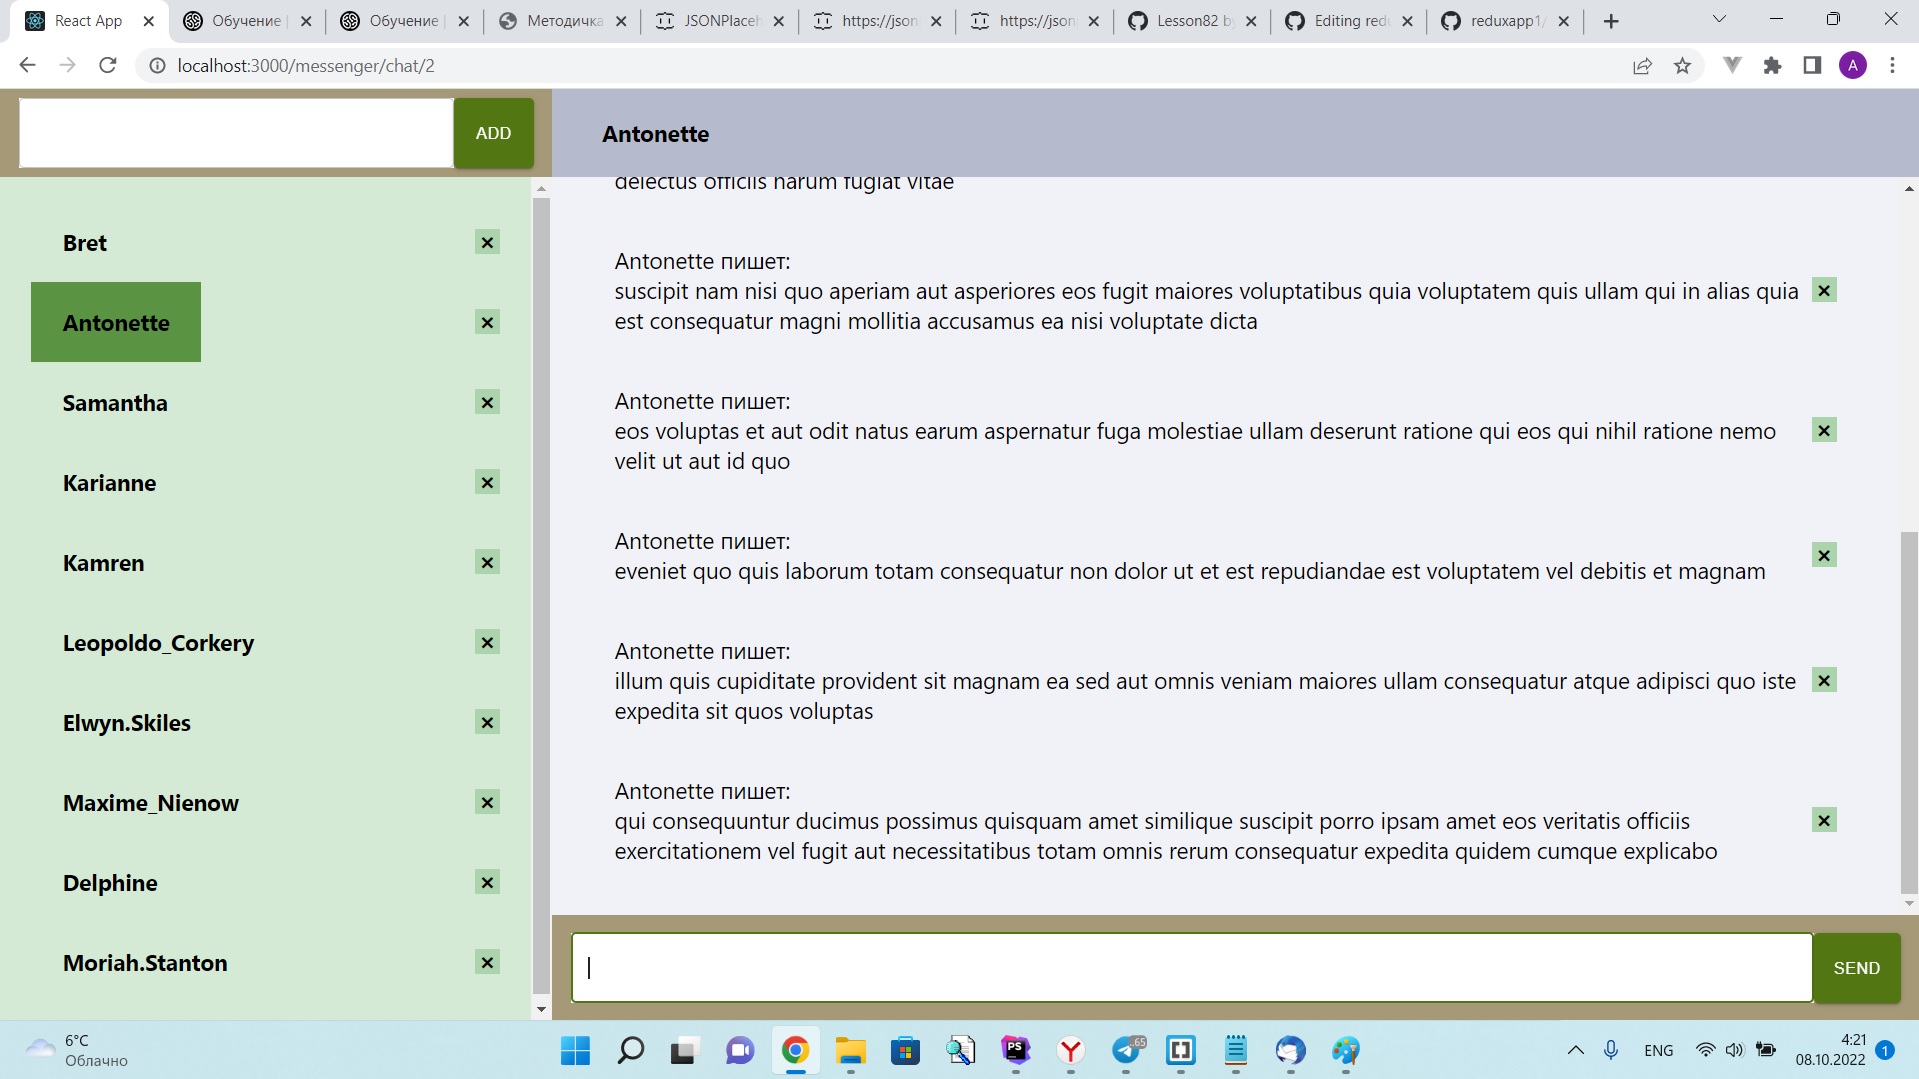 React App
Обучение
Обучение
Методичка
JSONPlaceh
https://json
https://json
Lesson82 by
Editing redu
reduxapp1/
localhost:3000/messenger/chat/2
A
ADD
Antonette
Bret
Antonette
Samantha
Karianne
Kamren
Leopoldo_Corkery
Elwyn.Skiles
Maxime_Nienow
Delphine
Moriah.Stanton
delectus officiis harum fugiat vitae
Antonette пишет:
suscipit nam nisi quo aperiam aut asperiores eos fugit maiores voluptatibus quia voluptatem quis ullam qui in alias quia
est consequatur magni mollitia accusamus ea nisi voluptate dicta
Antonette пишет:
eos voluptas et aut odit natus earum aspernatur fuga molestiae ullam deserunt ratione qui eos qui nihil ratione nemo
velit ut aut id quo
Antonette пишет:
eveniet quo quis laborum totam consequatur non dolor ut et est repudiandae est voluptatem vel debitis et magnam
Antonette пишет:
illum quis cupiditate provident sit magnam ea sed aut omnis veniam maiores ullam consequatur atque adipisci quo iste
expedita sit quos voluptas
Antonette пишет:
qui consequuntur ducimus possimus quisquam amet similique suscipit porro ipsam amet eos veritatis officiis
exercitationem vel fugit aut necessitatibus totam omnis rerum consequatur expedita quidem cumque explicabo
SEND
6°C
Облачно
PS
65
ENG
4:21
08.10.2022
1